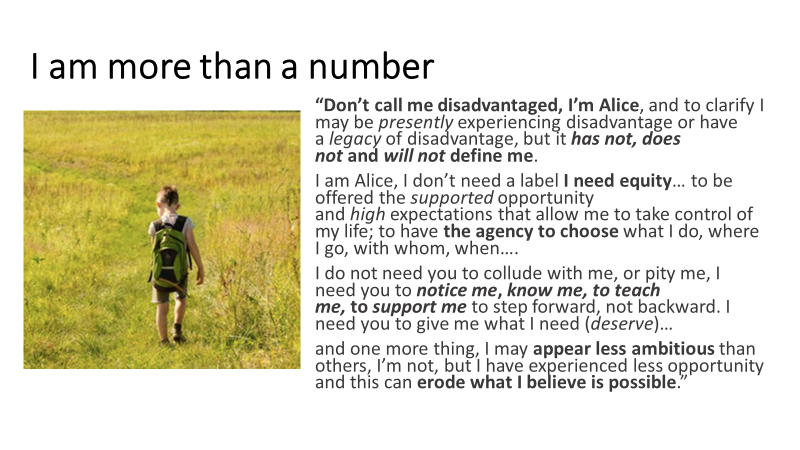 I am more than a number
“Don’t call me disadvantaged, I’m Alice, and to clarify I
may be presently experiencing disadvantage or have
a legacy of disadvantage, but it has not, does
not and will not define me.
I am Alice, I don’t need a label I need equity… to be
offered the supported opportunity
and high expectations that allow me to take control of
my life; to have the agency to choose what I do, where
I go, with whom, when….
I do not need you to collude with me, or pity me, I
need you to notice me, know me, to teach
me, to support me to step forward, not backward. I
need you to give me what I need (deserve)…
and one more thing, I may appear less ambitious than
others, I’m not, but I have experienced less opportunity
and this can erode what I believe is possible.”